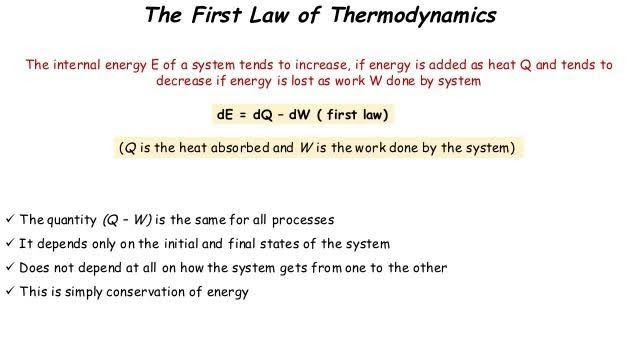 The First Law of Thermodynamics
The internal energy E of a system tends to increase, if energy is added as heat Q and tends to
decrease if energy is lost as work W done by system
dE = dQ – dW ( first law)
(Q is the heat absorbed and W is the work done by the system)
✓ The quantity (Q – W) is the same for all processes
✓ It depends only on the initial and final states of the system
✓ Does not depend at all on how the system gets from one to the other
✓ This is simply conservation of energy